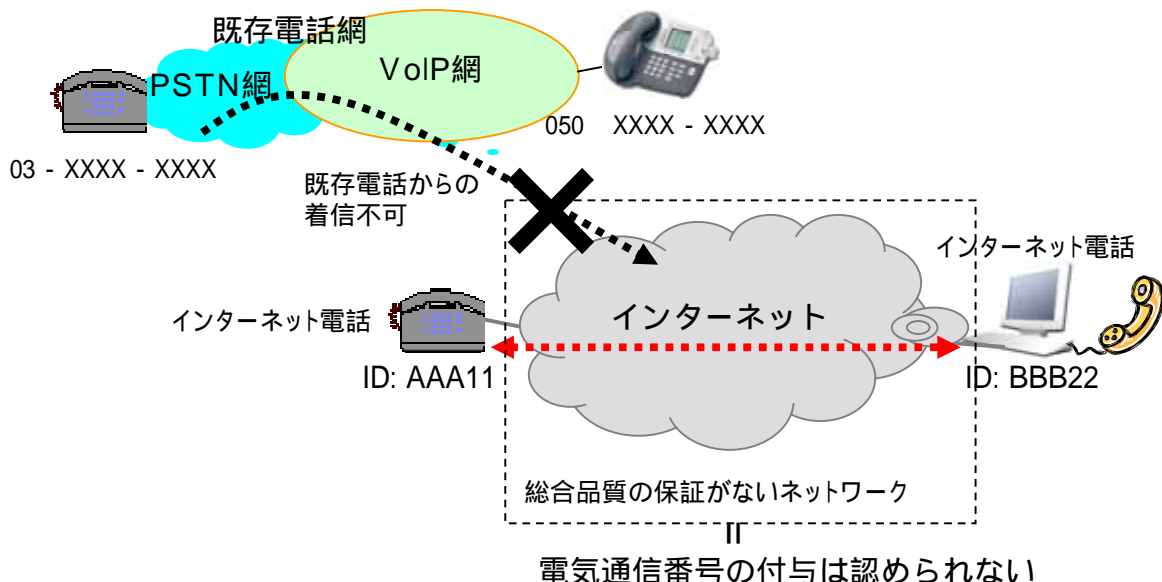 既存電話網
VoIP網
PSTN網
050 XXXX - XXXX
03 - XXXX - XXXX
既存電話からの
着信不可
インターネット電話
インターネット電話
インターネット
ID: AAA11
ID: BBB22
総合品質の保証がないネットワーク
=
電気通信番号の付与は認められない